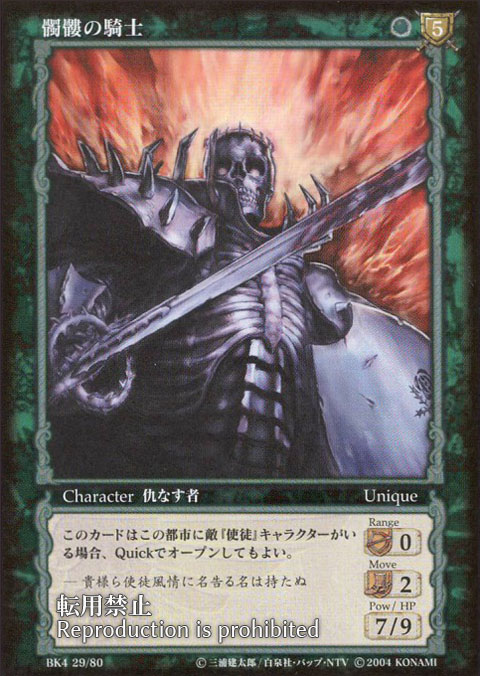 髑髏の騎士
5
Character 仇なす者
Unique
このカードはこの都市に敵『使徒』キャラクターがい
る場合、Quickでオープンしてもよい。
―貴様ら使徒風情に名告る名は持たぬ
Range
0
Move
2
Pow/HP
7/9
転用禁止
Reproduction is prohibited
BK4 29/80
©三浦建太郎/白泉社・バップ・NTV ©2004 KONAMI